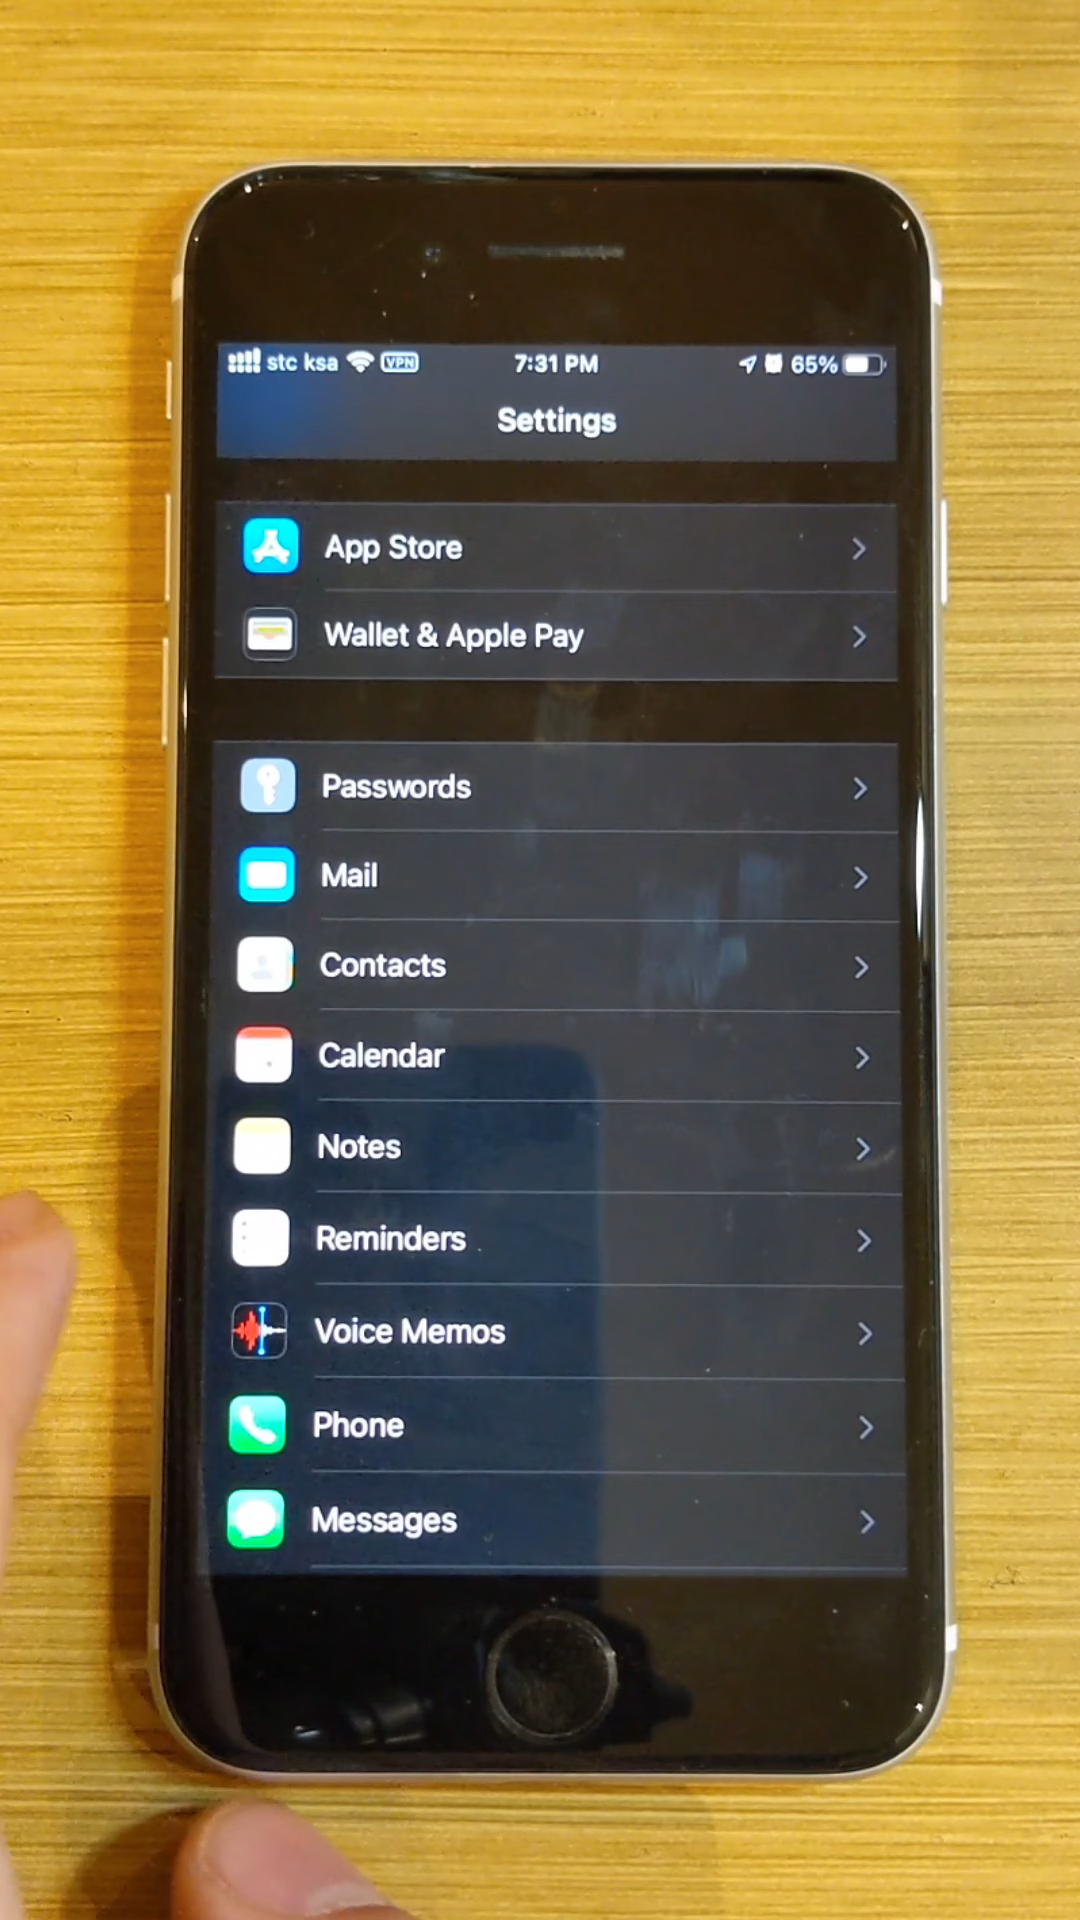 stc ksa VPN 7:31 PM 65%
Settings
App Store
Wallet & Apple Pay
Passwords
Mail
Contacts
Calendar
Notes
Reminders
Voice Memos
Phone
Messages